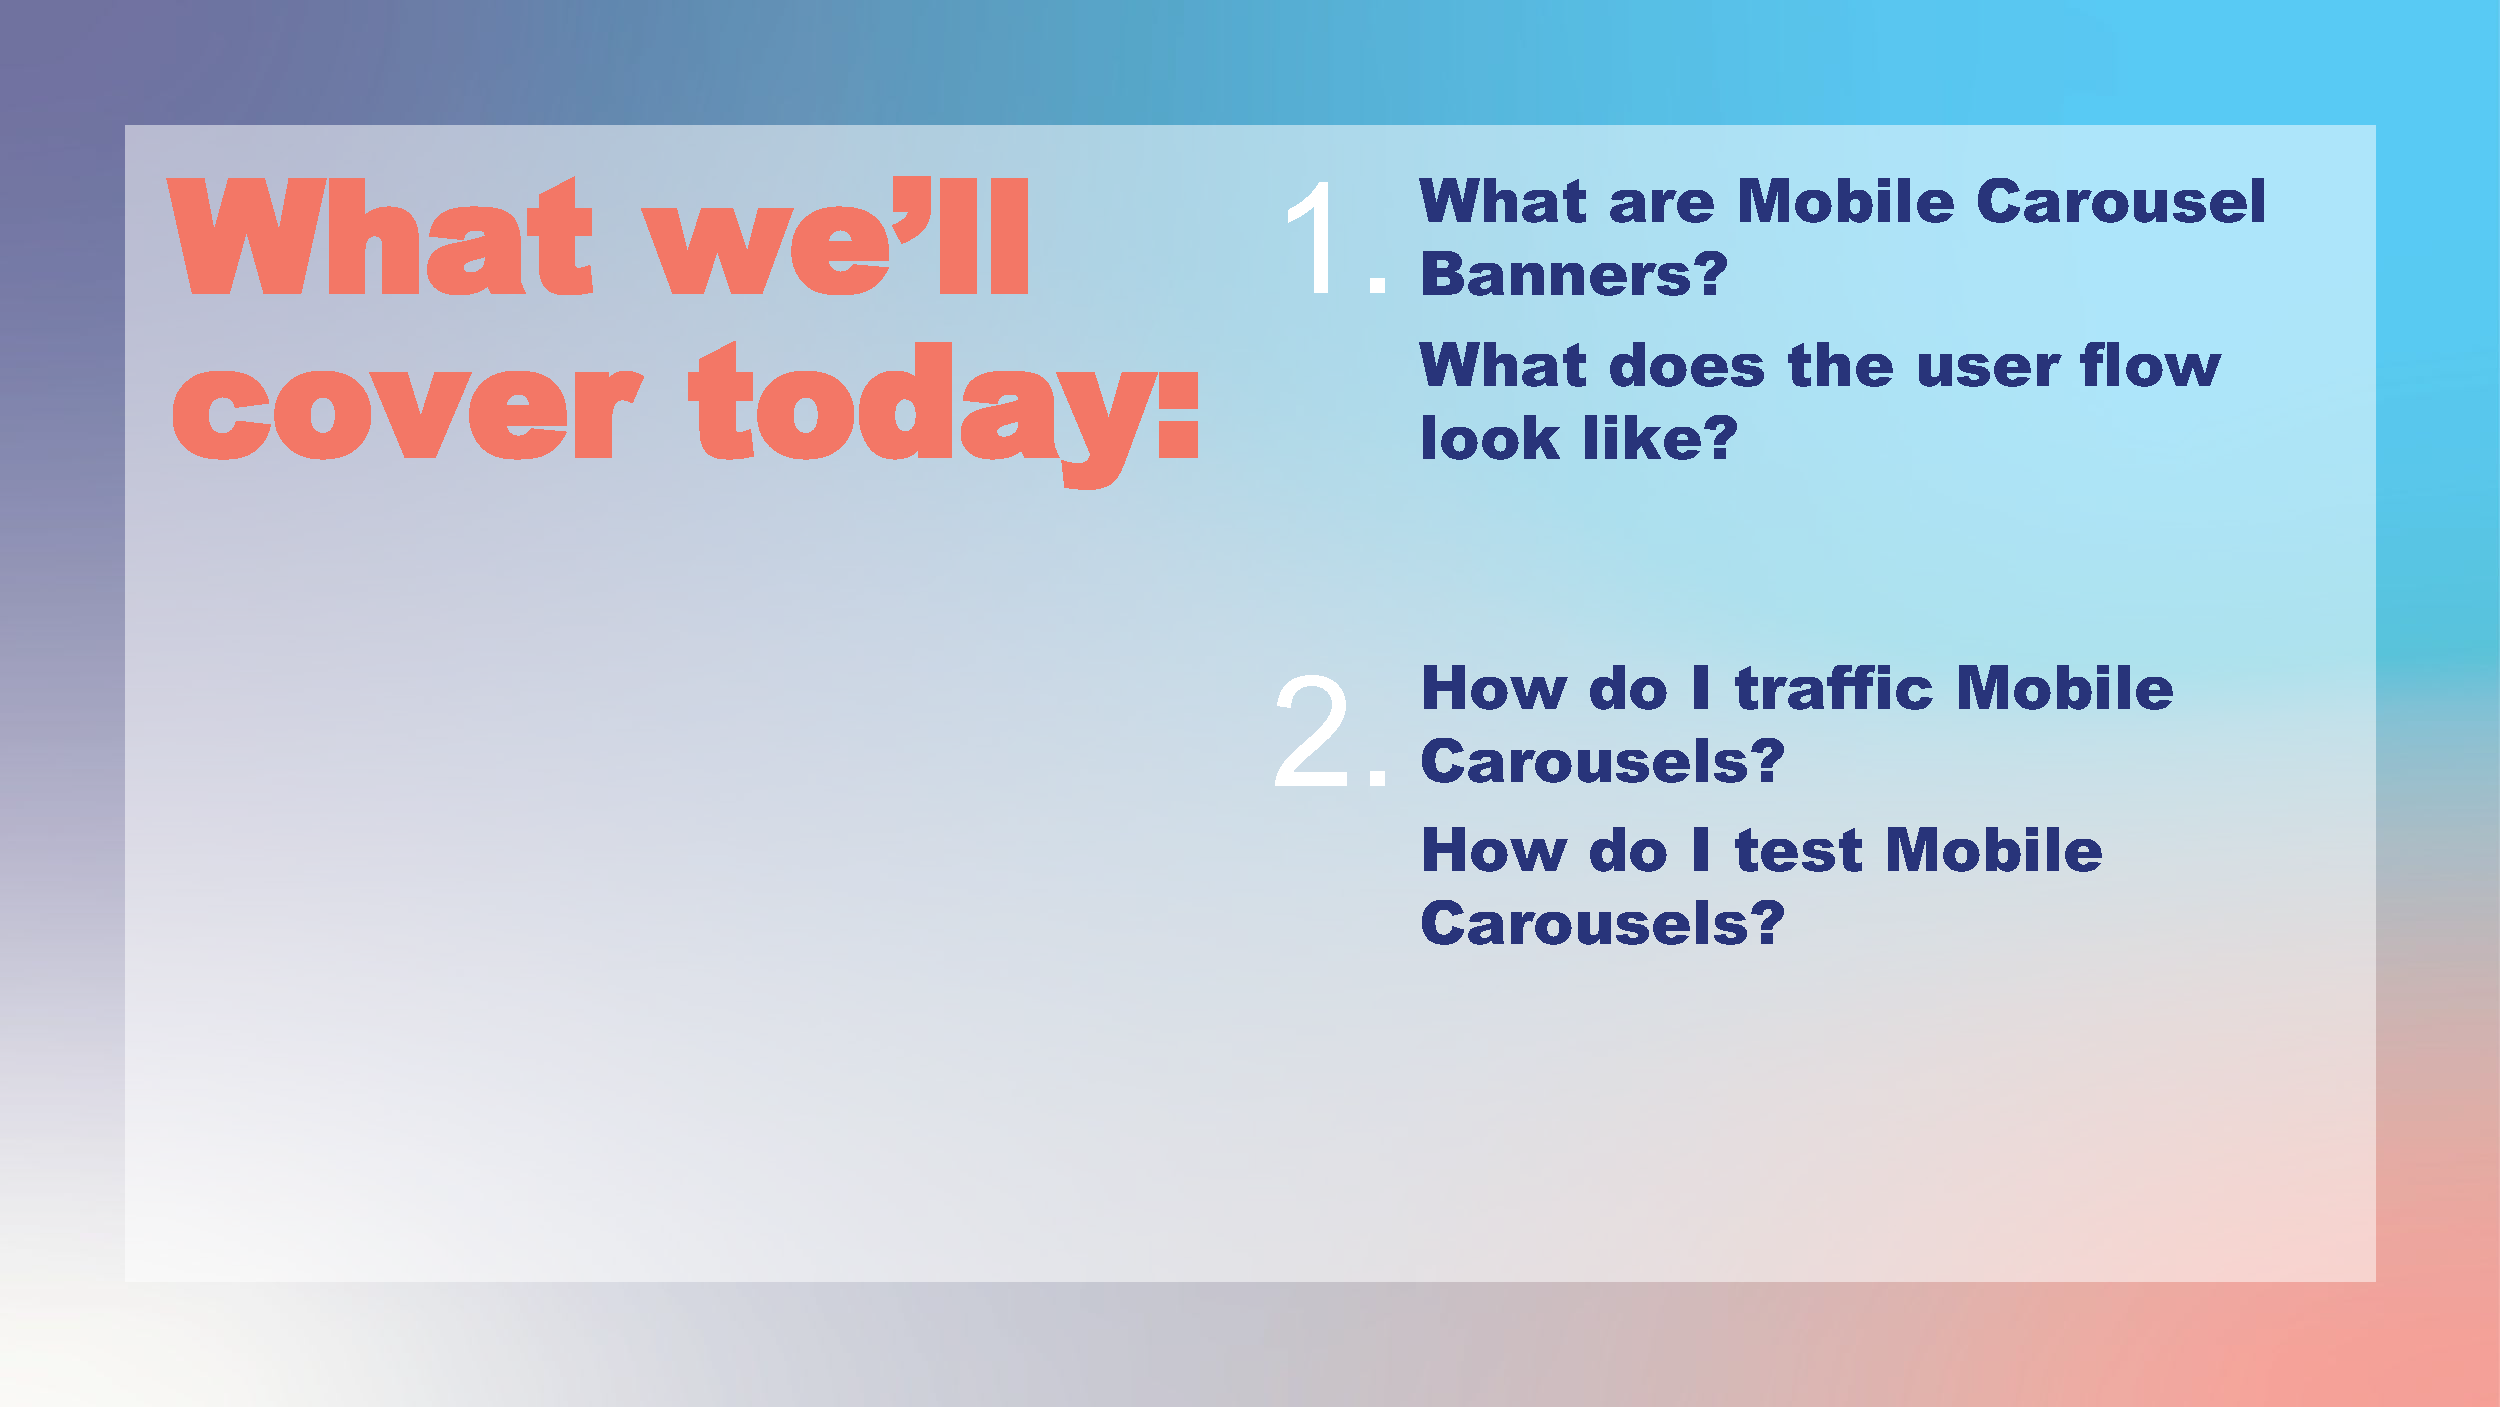 What we’ll
cover today:
1.
What are Mobile Carousel
Banners?
What does the user flow
look like?
2.
How do I traffic Mobile
Carousels?
How do I test Mobile
Carousels?